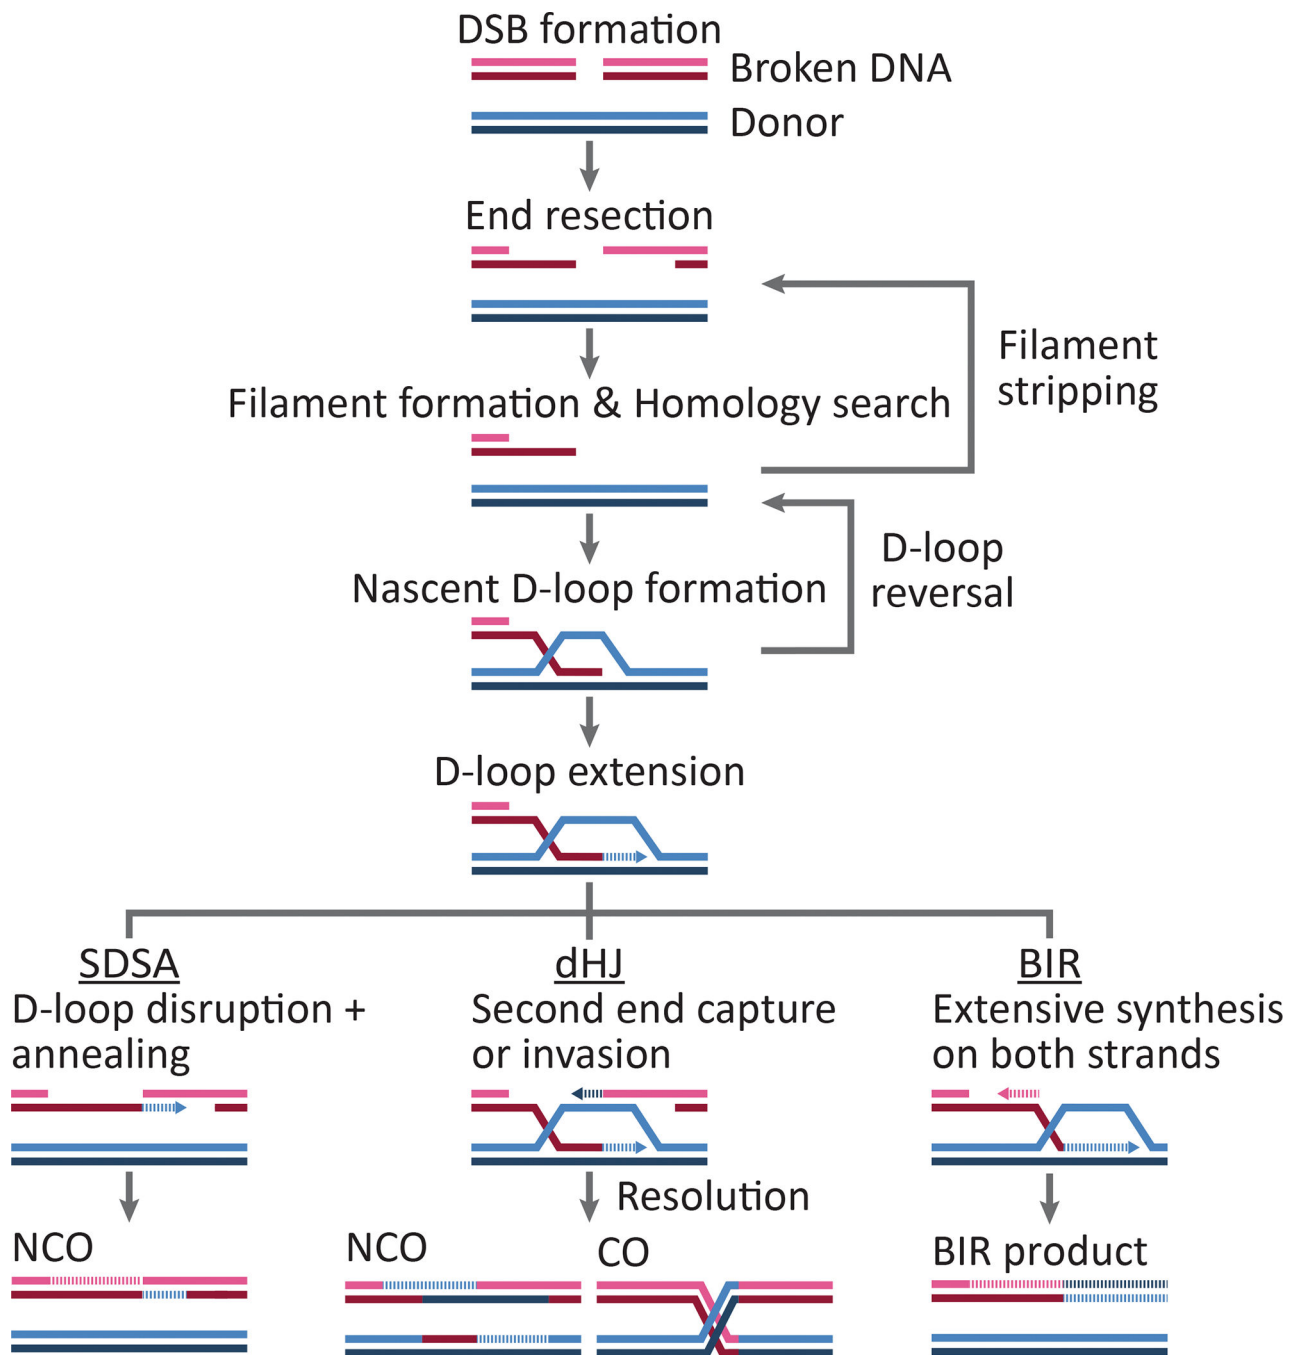 DSB formation
Broken DNA
Donor
End resection
Filament
stripping
Filament formation & Homology search
D-loop
reversal
Nascent D-loop formation
D-loop extension
SDSA
D-loop disruption +
annealing
dHJ
Second end capture
or invasion
BIR
Extensive synthesis
on both strands
Resolution
NCO
NCO
CO
BIR product